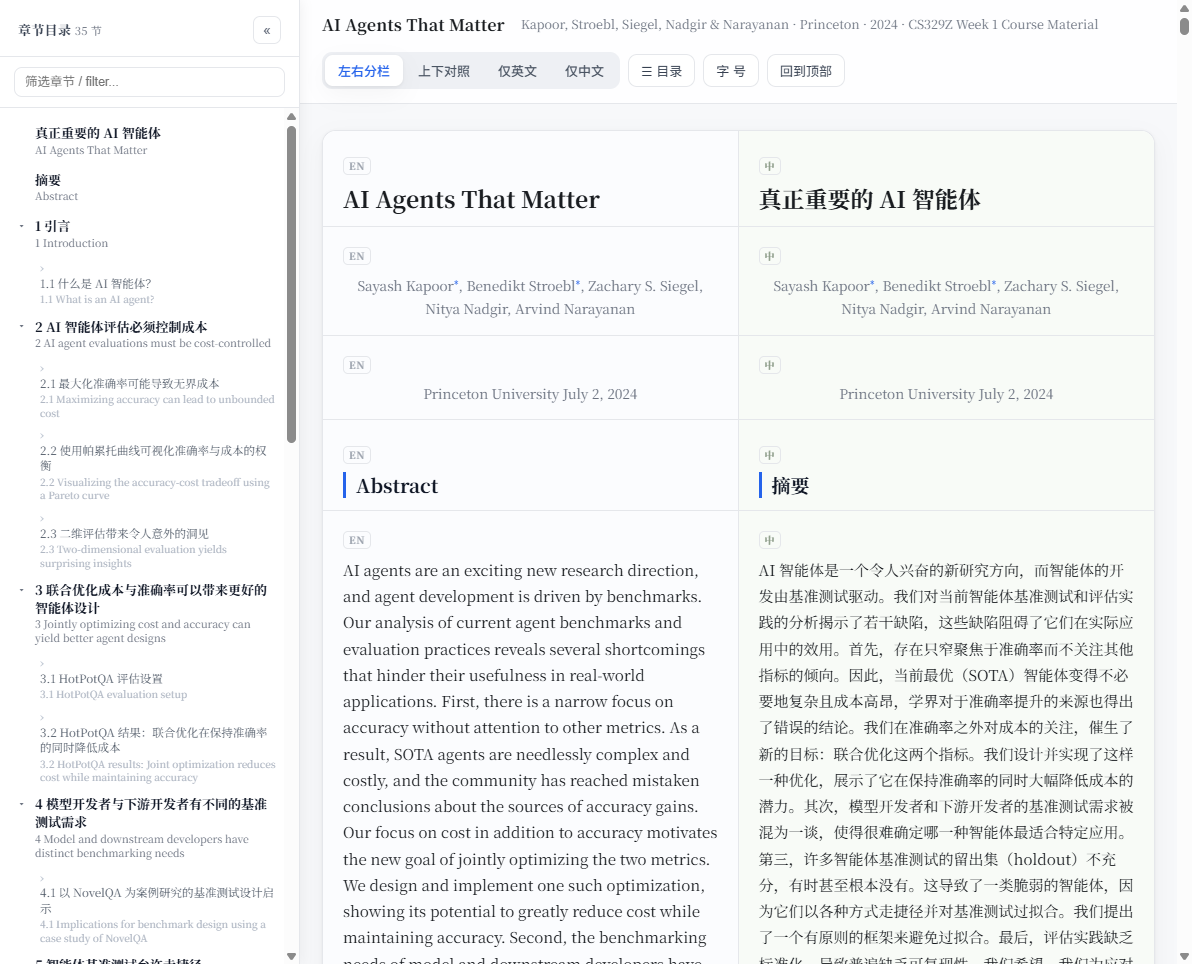 章节目录 35 节
«
筛选章节 / filter...
真正重要的 AI 智能体
AI Agents That Matter
摘要
Abstract
1 引言
1 Introduction
›
1.1 什么是 AI 智能体？
1.1 What is an AI agent?
2 AI 智能体评估必须控制成本
2 AI agent evaluations must be cost-controlled
›
2.1 最大化准确率可能导致无界成本
2.1 Maximizing accuracy can lead to unbounded
cost
›
2.2 使用帕累托曲线可视化准确率与成本的权
衡
2.2 Visualizing the accuracy-cost tradeoff using
a Pareto curve
›
2.3 二维评估带来令人意外的洞见
2.3 Two-dimensional evaluation yields
surprising insights
3 联合优化成本与准确率可以带来更好的
智能体设计
3 Jointly optimizing cost and accuracy can
yield better agent designs
›
3.1 HotPotQA 评估设置
3.1 HotPotQA evaluation setup
›
3.2 HotPotQA 结果：联合优化在保持准确率
的同时降低成本
3.2 HotPotQA results: Joint optimization reduces
cost while maintaining accuracy
4 模型开发者与下游开发者有不同的基准
测试需求
4 Model and downstream developers have
distinct benchmarking needs
›
4.1 以 NovelQA 为案例研究的基准测试设计启
示
4.1 Implications for benchmark design using a
case study of NovelQA
5 智能体基准测试允许走捷径
AI Agents That Matter Kapoor, Stroebl, Siegel, Nadgir & Narayanan · Princeton · 2024 · CS329Z Week 1 Course Material
左右分栏 上下对照 仅英文 仅中文 ☰ 目录 字 号 回到顶部
EN
AI Agents That Matter
中
真正重要的 AI 智能体
EN
Sayash Kapoor*, Benedikt Stroebl*, Zachary S. Siegel,
Nitya Nadgir, Arvind Narayanan
中
Sayash Kapoor*, Benedikt Stroebl*, Zachary S. Siegel,
Nitya Nadgir, Arvind Narayanan
EN
Princeton University July 2, 2024
中
Princeton University July 2, 2024
EN
Abstract
中
摘要
EN
AI agents are an exciting new research direction,
and agent development is driven by benchmarks.
Our analysis of current agent benchmarks and
evaluation practices reveals several shortcomings
that hinder their usefulness in real-world
applications. First, there is a narrow focus on
accuracy without attention to other metrics. As a
result, SOTA agents are needlessly complex and
costly, and the community has reached mistaken
conclusions about the sources of accuracy gains.
Our focus on cost in addition to accuracy motivates
the new goal of jointly optimizing the two metrics.
We design and implement one such optimization,
showing its potential to greatly reduce cost while
maintaining accuracy. Second, the benchmarking
needs of model and downstream developers have
中
AI 智能体是一个令人兴奋的新研究方向，而智能体的开
发由基准测试驱动。我们对当前智能体基准测试和评估实
践的分析揭示了若干缺陷，这些缺陷阻碍了它们在实际应
用中的效用。首先，存在只窄聚焦于准确率而不关注其他
指标的倾向。因此，当前最优（SOTA）智能体变得不必
要地复杂且成本高昂，学界对于准确率提升的来源也得出
了错误的结论。我们在准确率之外对成本的关注，催生了
新的目标：联合优化这两个指标。我们设计并实现了这样
一种优化，展示了它在保持准确率的同时大幅降低成本的
潜力。其次，模型开发者和下游开发者的基准测试需求被
混为一谈，使得很难确定哪一种智能体最适合特定应用。
第三，许多智能体基准测试的留出集（holdout）不充
分，有时甚至根本没有。这导致了一类脆弱的智能体，因
为它们以各种方式走捷径并对基准测试过拟合。我们提出
了一个有原则的框架来避免过拟合。最后，评估实践缺乏
标准化，导致普遍缺乏可复现性。我们希望，我们为应对